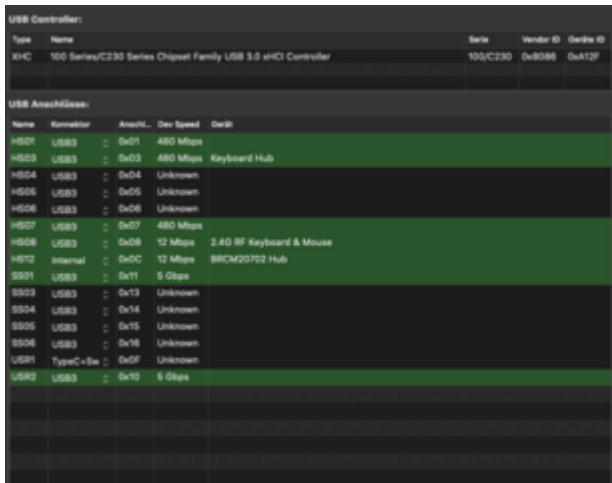 USB Controller:
Type Name Serie Vendor ID Geräte ID
XHC 100 Series/C230 Series Chipset Family USB 3.0 xHCI Controller 100/C230 0x8086 0xA12F
USB Anschlüsse:
Name Konnektor Anschl... Dev Speed Gerät
HS01 USB3 0x01 480 Mbps
HS03 USB3 0x03 480 Mbps Keyboard Hub
HS04 USB3 0x04 Unknown
HS05 USB3 0x05 Unknown
HS06 USB3 0x06 Unknown
HS07 USB3 0x07 480 Mbps
HS08 USB3 0x08 12 Mbps 2.4G RF Keyboard & Mouse
HS12 Internal 0x0C 12 Mbps BRCM20702 Hub
SS01 USB3 0x11 5 Gbps
SS03 USB3 0x13 Unknown
SS04 USB3 0x14 Unknown
SS05 USB3 0x15 Unknown
SS06 USB3 0x16 Unknown
USR1 TypeC+Sw 0x0F Unknown
USR2 USB3 0x10 5 Gbps